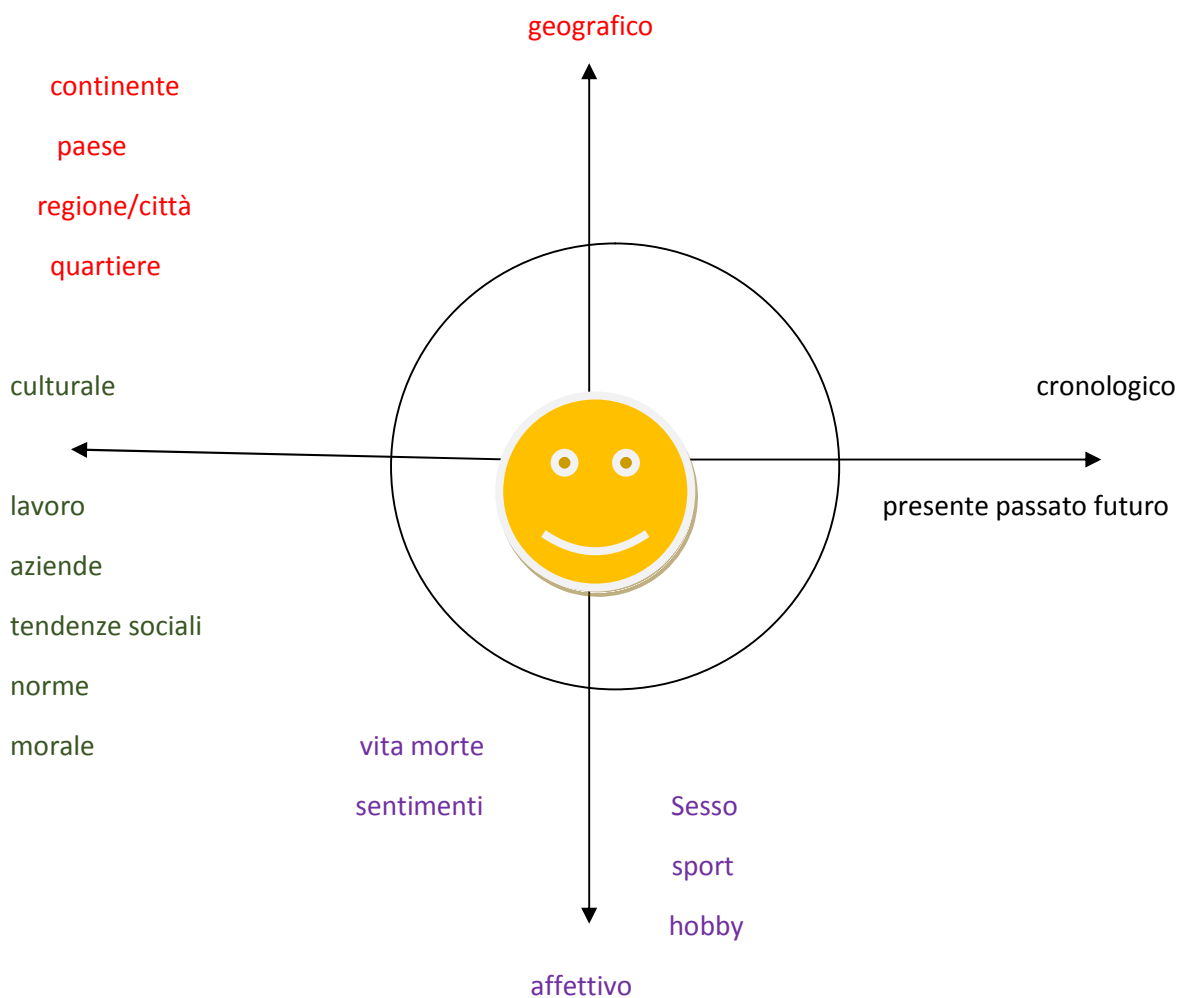 geografico
continente
paese
regione/città
quartiere
culturale
cronologico
lavoro
presente passato futuro
aziende
tendenze sociali
norme
morale
vita morte
sentimenti
Sesso
sport
hobby
affettivo